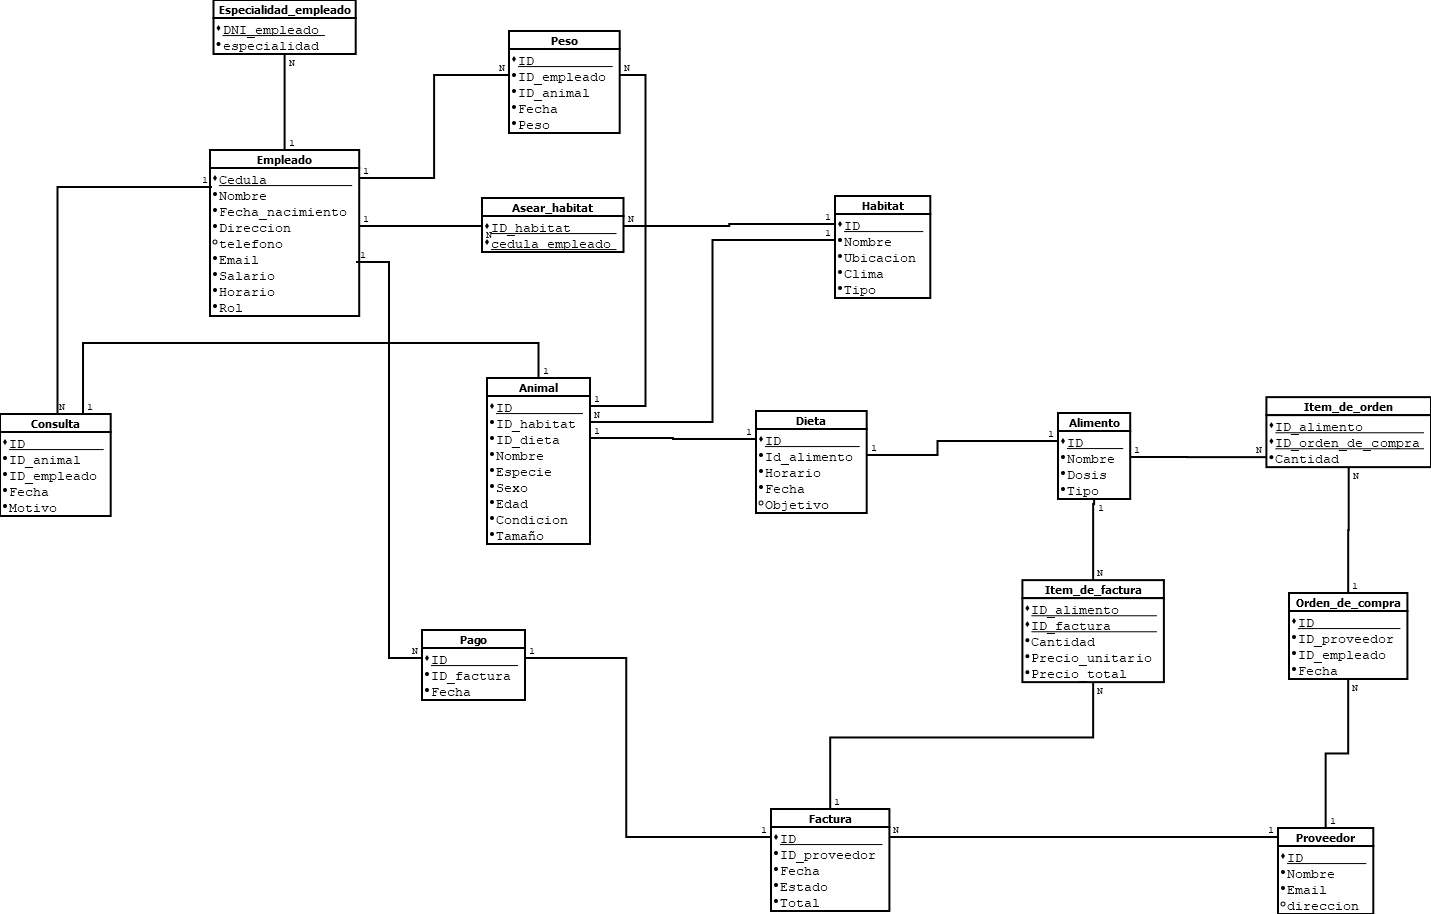 Especialidad_empleado
DNI_empleado
especialidad
N
1
Peso
ID
ID_empleado
ID_animal
Fecha
Peso
N
N
Empleado
Cedula
Nombre
Fecha_nacimiento
Direccion
telefono
Email
Salario
Horario
Rol
1
1
1
1
Asear_habitat
ID_habitat
cedula_empleado
N
N
Habitat
ID
Nombre
Ubicacion
Clima
Tipo
1
1
Consulta
ID
ID_animal
ID_empleado
Fecha
Motivo
N
1
Animal
ID
ID_habitat
ID_dieta
Nombre
Especie
Sexo
Edad
Condicion
Tamaño
1
1
N
1
Dieta
ID
Id_alimento
Horario
Fecha
Objetivo
1
1
Alimento
ID
Nombre
Dosis
Tipo
1
1
1
Item_de_orden
ID_alimento
ID_orden_de_compra
Cantidad
N
N
Item_de_factura
ID_alimento
ID_factura
Cantidad
Precio_unitario
Precio_total
N
N
Orden_de_compra
ID
ID_proveedor
ID_empleado
Fecha
1
N
Pago
ID
ID_factura
Fecha
N
1
Factura
ID
ID_proveedor
Fecha
Estado
Total
1
1
N
Proveedor
ID
Nombre
Email
direccion
1
1